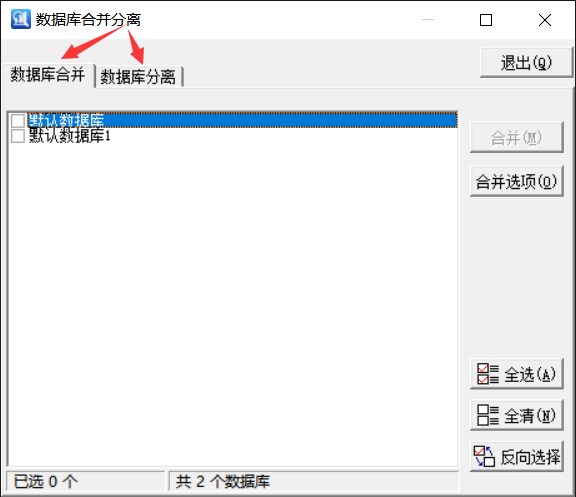 数据库合并分离
退出(Q)
数据库合并 数据库分离
默认数据库
默认数据库1
合并(M)
合并选项(O)
全选(A)
全清(N)
反向选择
已选 0 个 共 2 个数据库